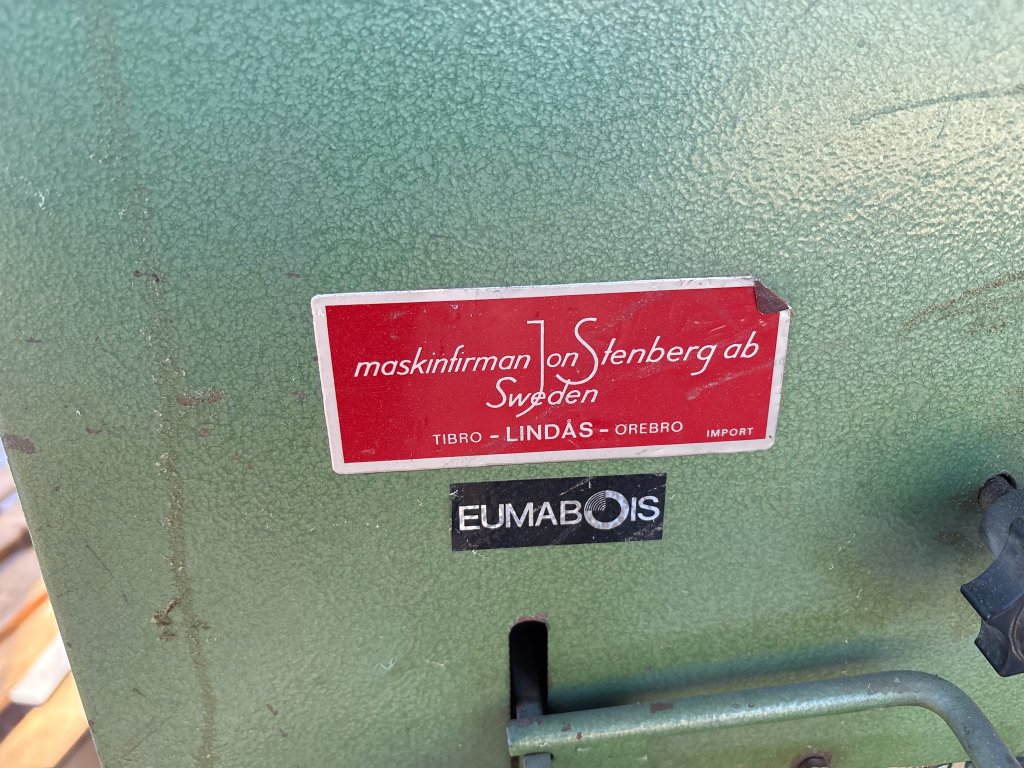 maskinfirman Jon Stenberg ab
Sweden
TIBRO - LINDÅS - ÖREBRO IMPORT
EUMABOIS